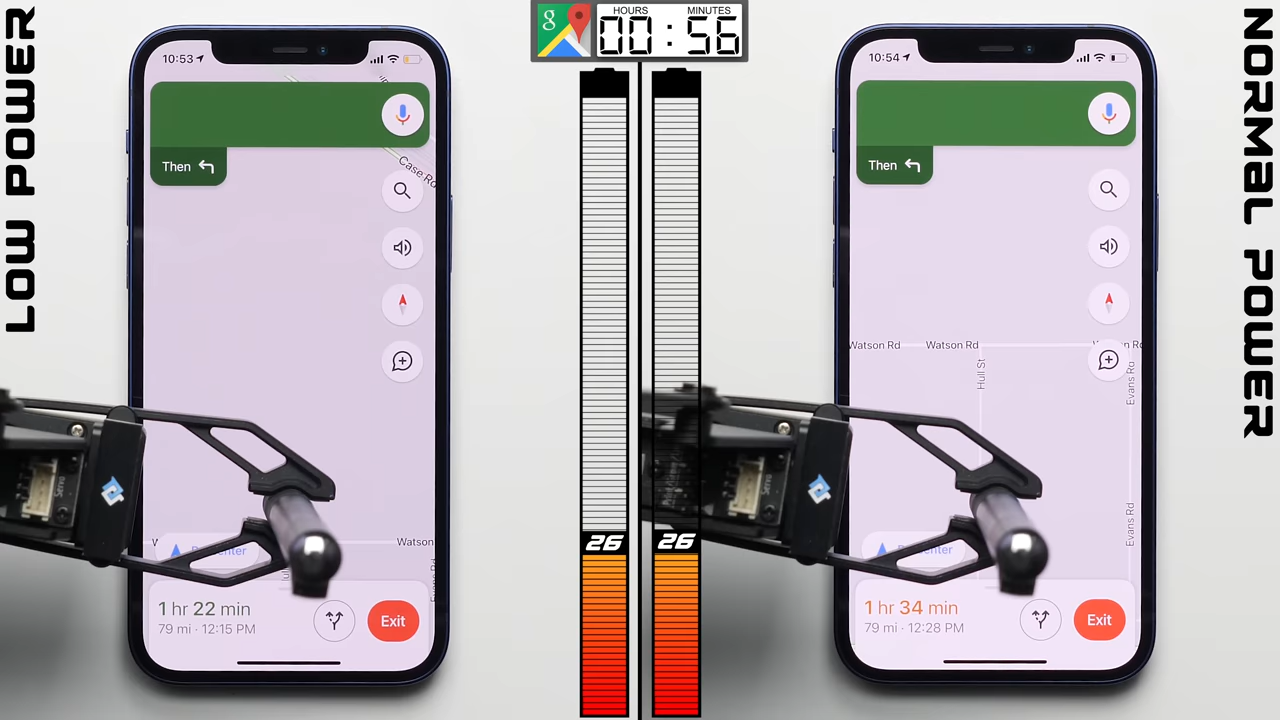 LOW POWER
10:53
Case Rd
Then
Watson
1 hr 22 min
79 mi · 12:15 PM
Exit
g
HOURS
MINUTES
00 : 56
26
26
10:54
Then
Watson Rd
Watson Rd
Hull St
Evans Rd
Evans Rd
1 hr 34 min
79 mi · 12:28 PM
Exit
NORMAL POWER